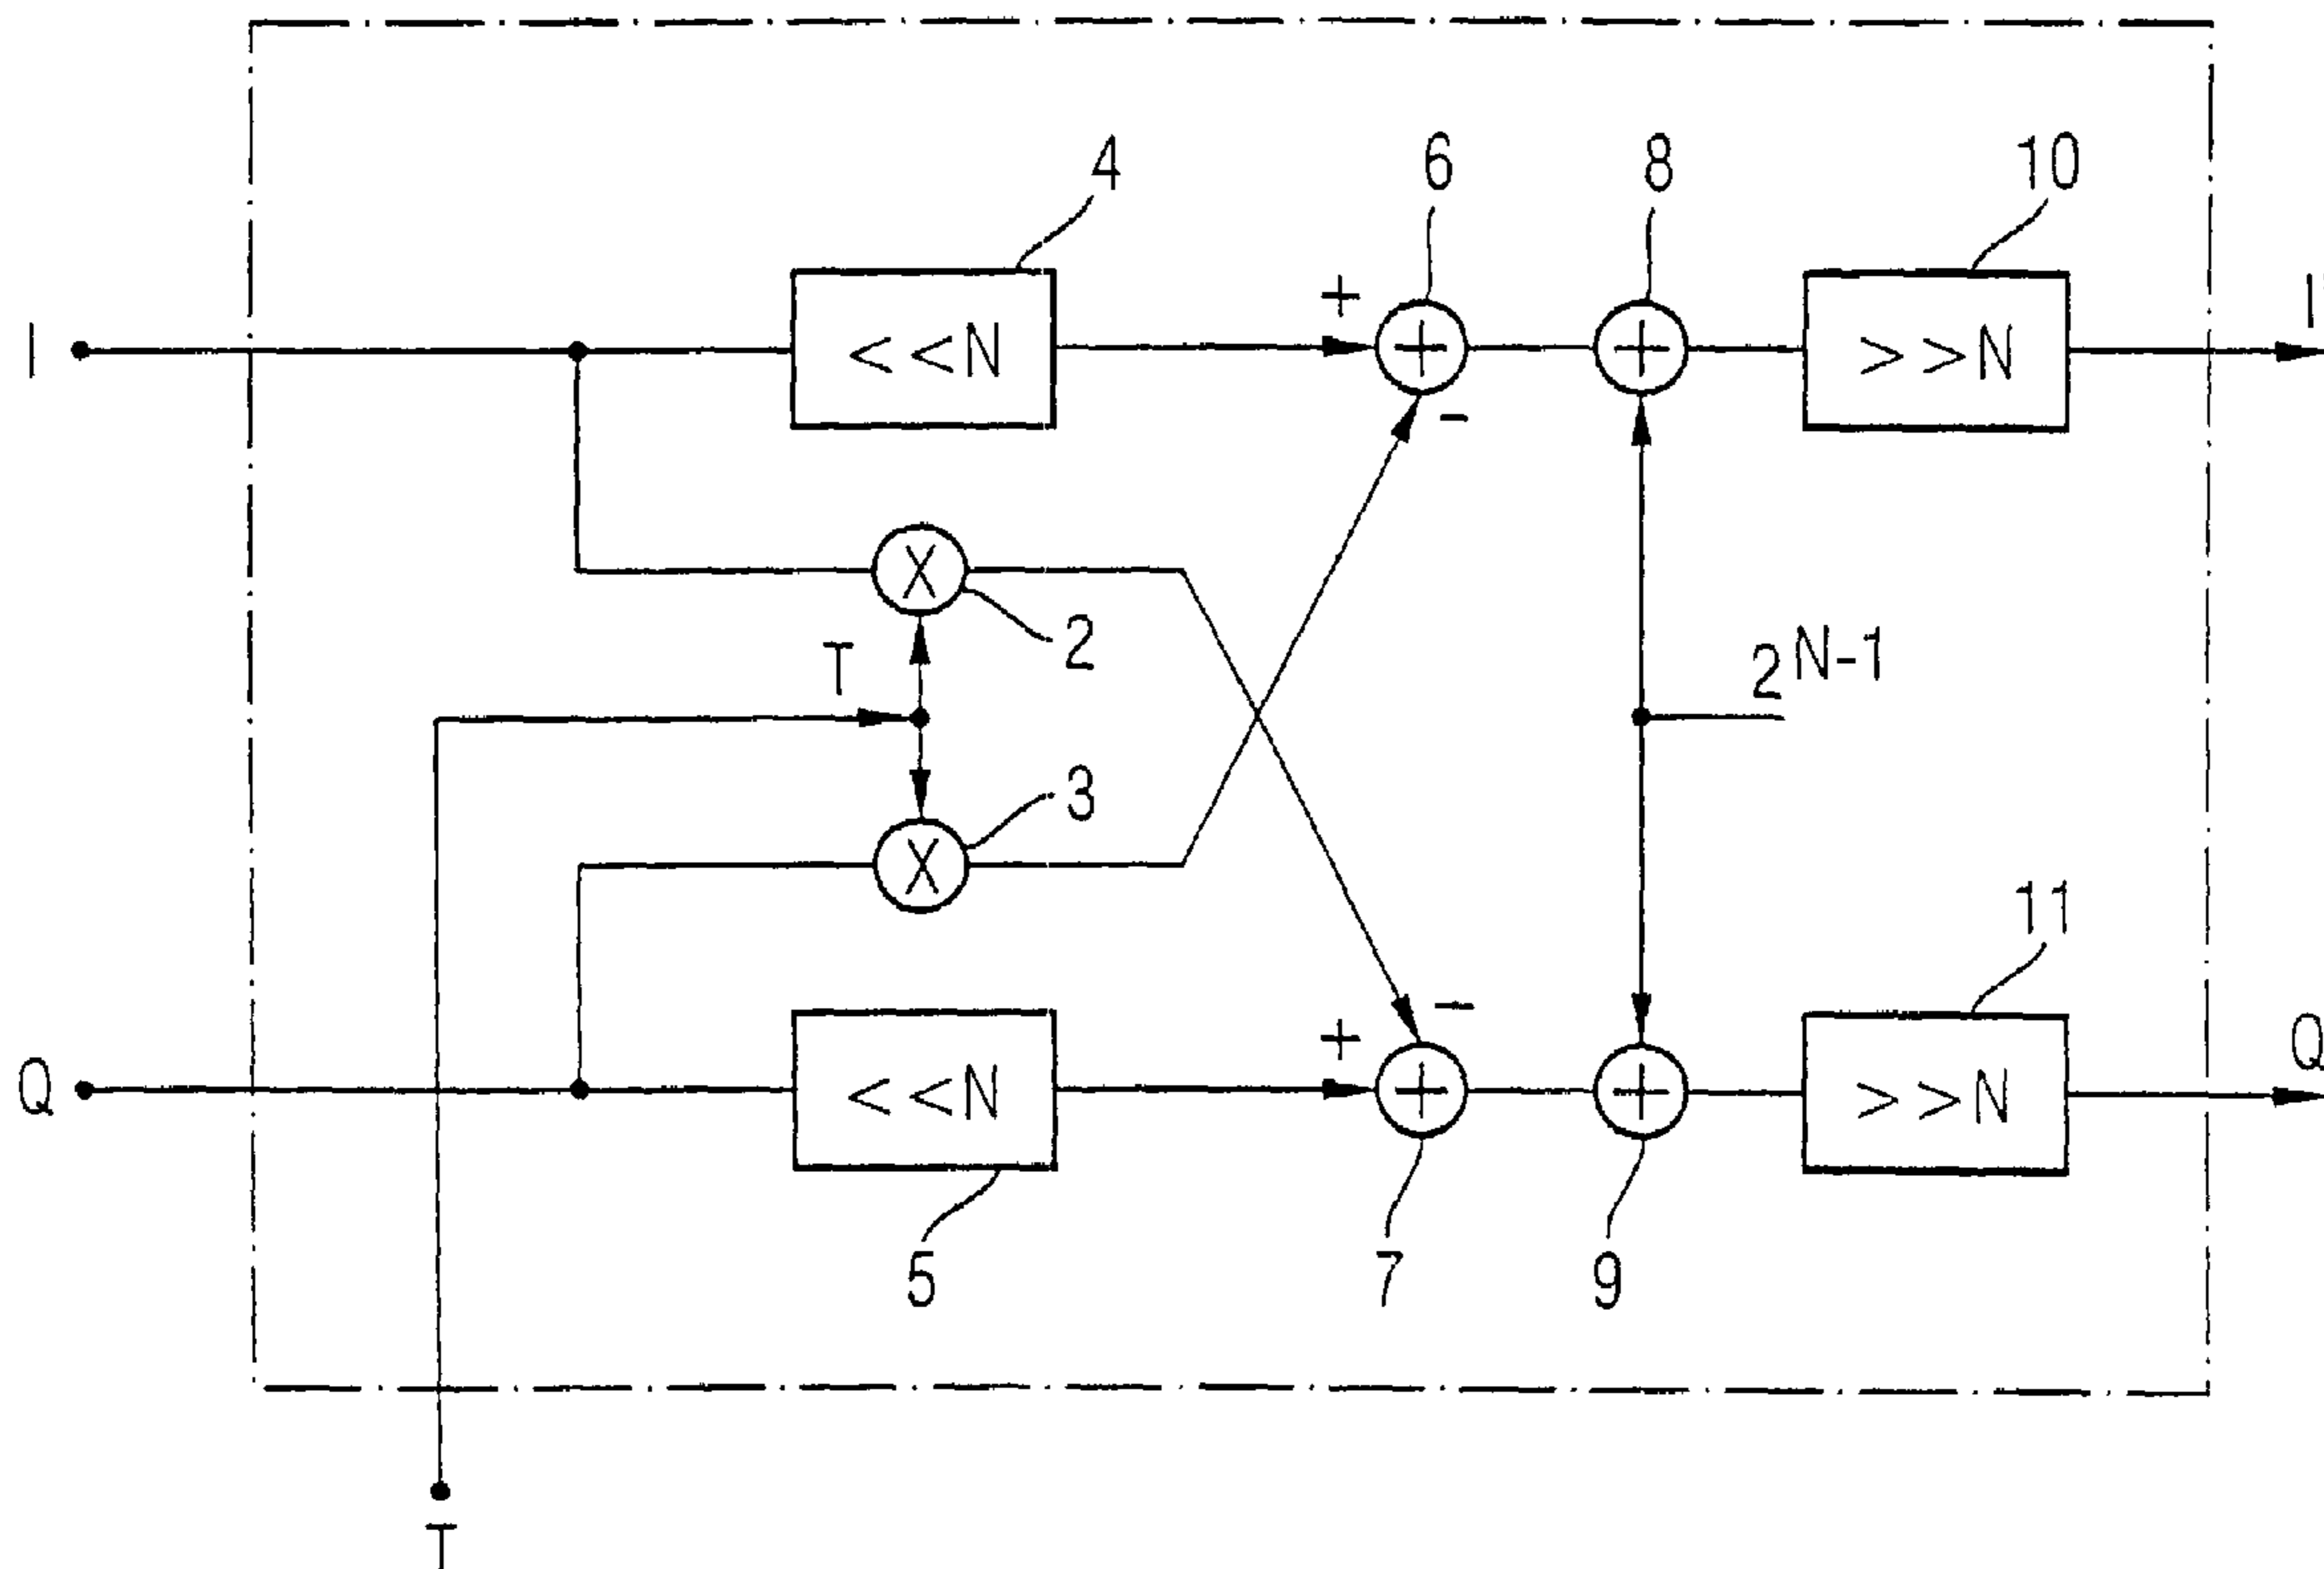 4
6
8
10
I
<<N
+
+
+
>>N
I
-
X
2
T
2^N-1
X
3
11
-
Q
<<N
+
+
+
>>N
Q
5
7
9
T